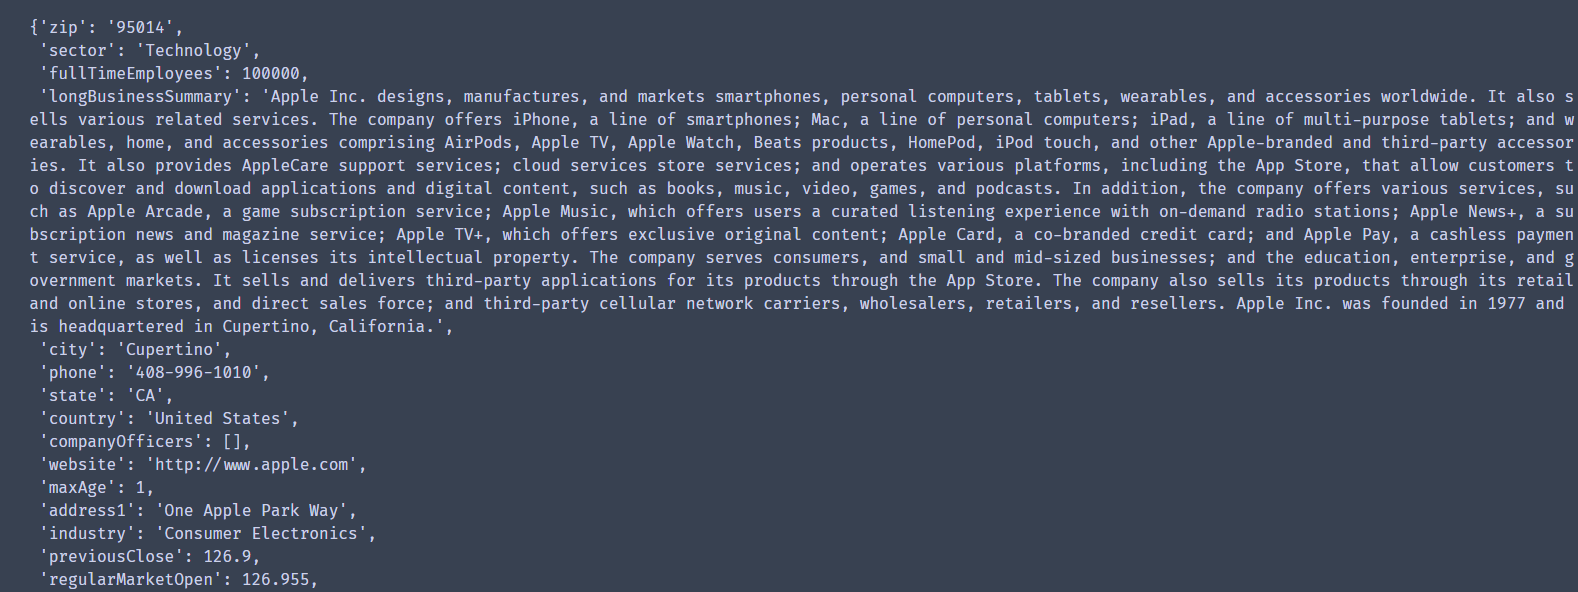 {'zip': '95014',
 'sector': 'Technology',
 'fullTimeEmployees': 100000,
 'longBusinessSummary': 'Apple Inc. designs, manufactures, and markets smartphones, personal computers, tablets, wearables, and accessories worldwide. It also s
ells various related services. The company offers iPhone, a line of smartphones; Mac, a line of personal computers; iPad, a line of multi-purpose tablets; and w
earables, home, and accessories comprising AirPods, Apple TV, Apple Watch, Beats products, HomePod, iPod touch, and other Apple-branded and third-party accessor
ies. It also provides AppleCare support services; cloud services store services; and operates various platforms, including the App Store, that allow customers t
o discover and download applications and digital content, such as books, music, video, games, and podcasts. In addition, the company offers various services, su
ch as Apple Arcade, a game subscription service; Apple Music, which offers users a curated listening experience with on-demand radio stations; Apple News+, a su
bscription news and magazine service; Apple TV+, which offers exclusive original content; Apple Card, a co-branded credit card; and Apple Pay, a cashless paymen
t service, as well as licenses its intellectual property. The company serves consumers, and small and mid-sized businesses; and the education, enterprise, and g
overnment markets. It sells and delivers third-party applications for its products through the App Store. The company also sells its products through its retail
and online stores, and direct sales force; and third-party cellular network carriers, wholesalers, retailers, and resellers. Apple Inc. was founded in 1977 and
is headquartered in Cupertino, California.',
 'city': 'Cupertino',
 'phone': '408-996-1010',
 'state': 'CA',
 'country': 'United States',
 'companyOfficers': [],
 'website': 'http://www.apple.com',
 'maxAge': 1,
 'address1': 'One Apple Park Way',
 'industry': 'Consumer Electronics',
 'previousClose': 126.9,
 'regularMarketOpen': 126.955,